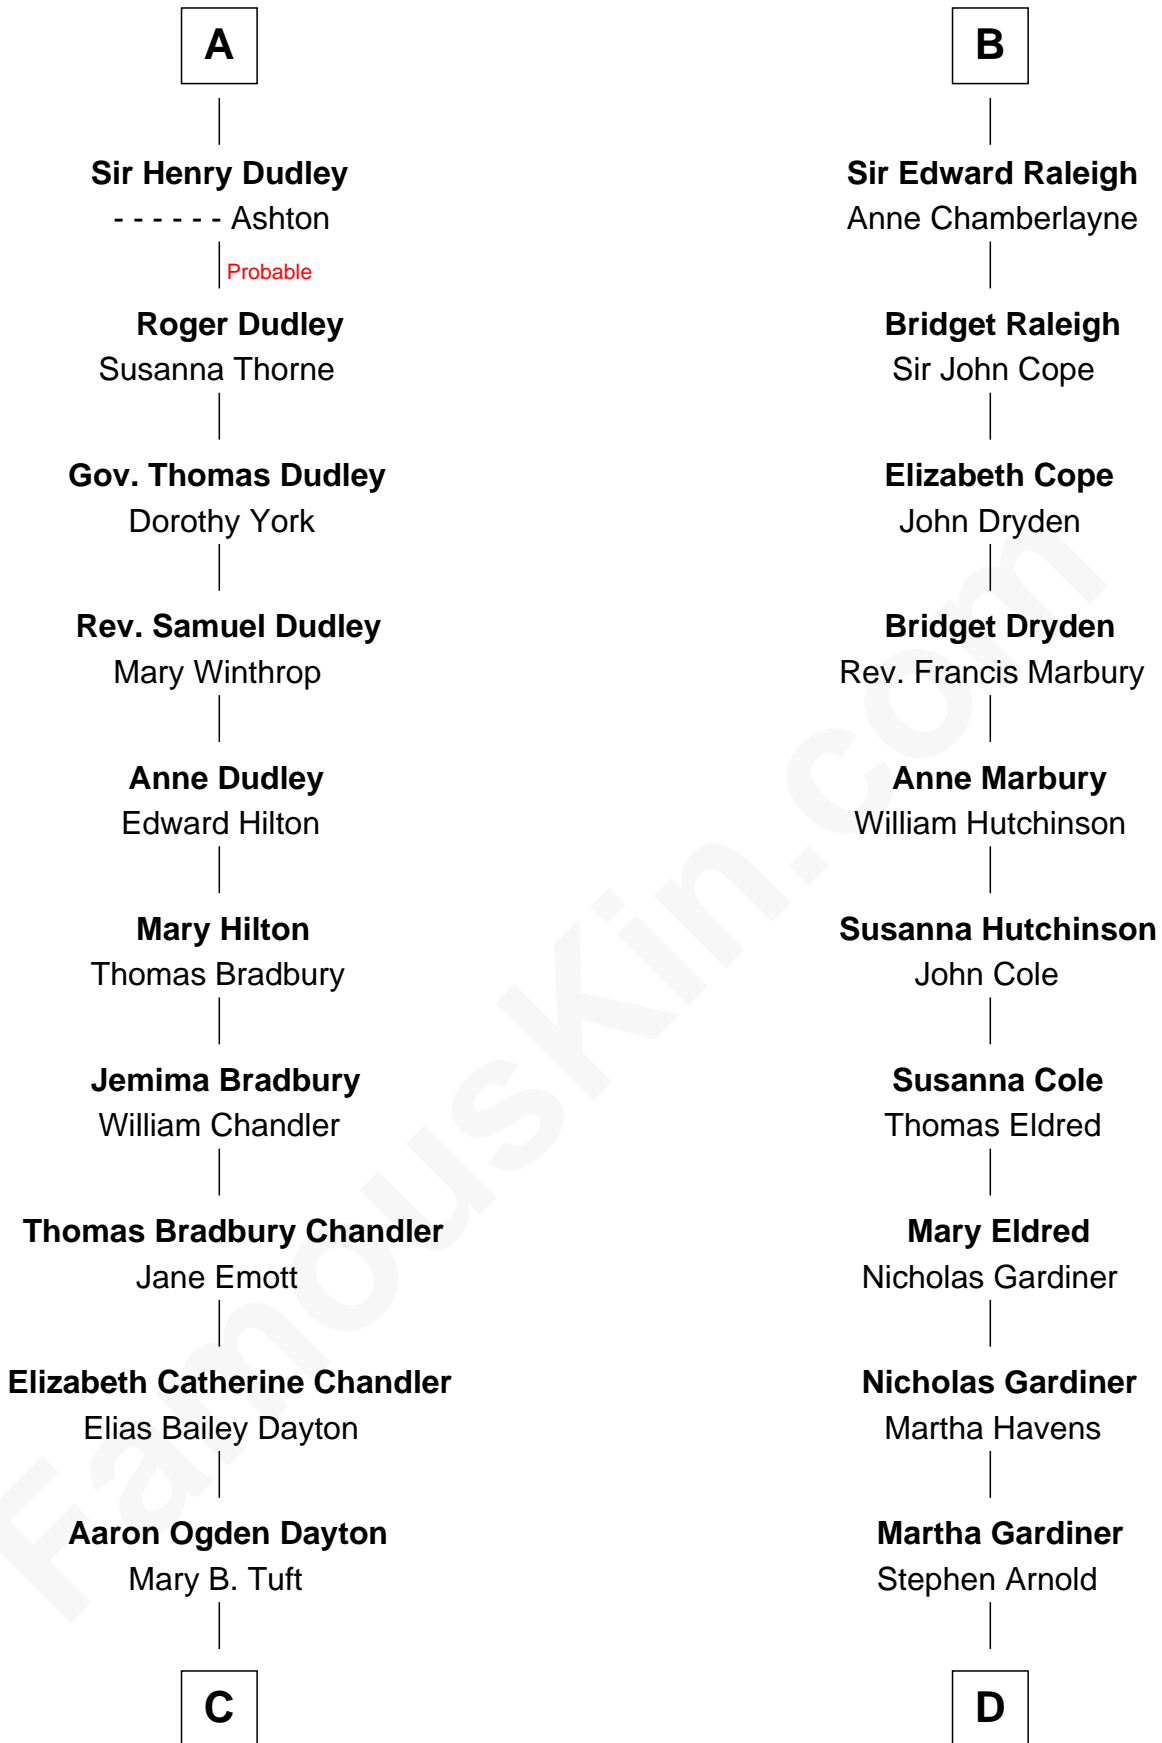 A
Sir Henry Dudley
- - - - - - Ashton
Probable
Roger Dudley
Susanna Thorne
Gov. Thomas Dudley
Dorothy York
Rev. Samuel Dudley
Mary Winthrop
Anne Dudley
Edward Hilton
Mary Hilton
Thomas Bradbury
Jemima Bradbury
William Chandler
Thomas Bradbury Chandler
Jane Emott
Elizabeth Catherine Chandler
Elias Bailey Dayton
Aaron Ogden Dayton
Mary B. Tuft
C
B
Sir Edward Raleigh
Anne Chamberlayne
Bridget Raleigh
Sir John Cope
Elizabeth Cope
John Dryden
Bridget Dryden
Rev. Francis Marbury
Anne Marbury
William Hutchinson
Susanna Hutchinson
John Cole
Susanna Cole
Thomas Eldred
Mary Eldred
Nicholas Gardiner
Nicholas Gardiner
Martha Havens
Martha Gardiner
Stephen Arnold
D
FamousKin.com